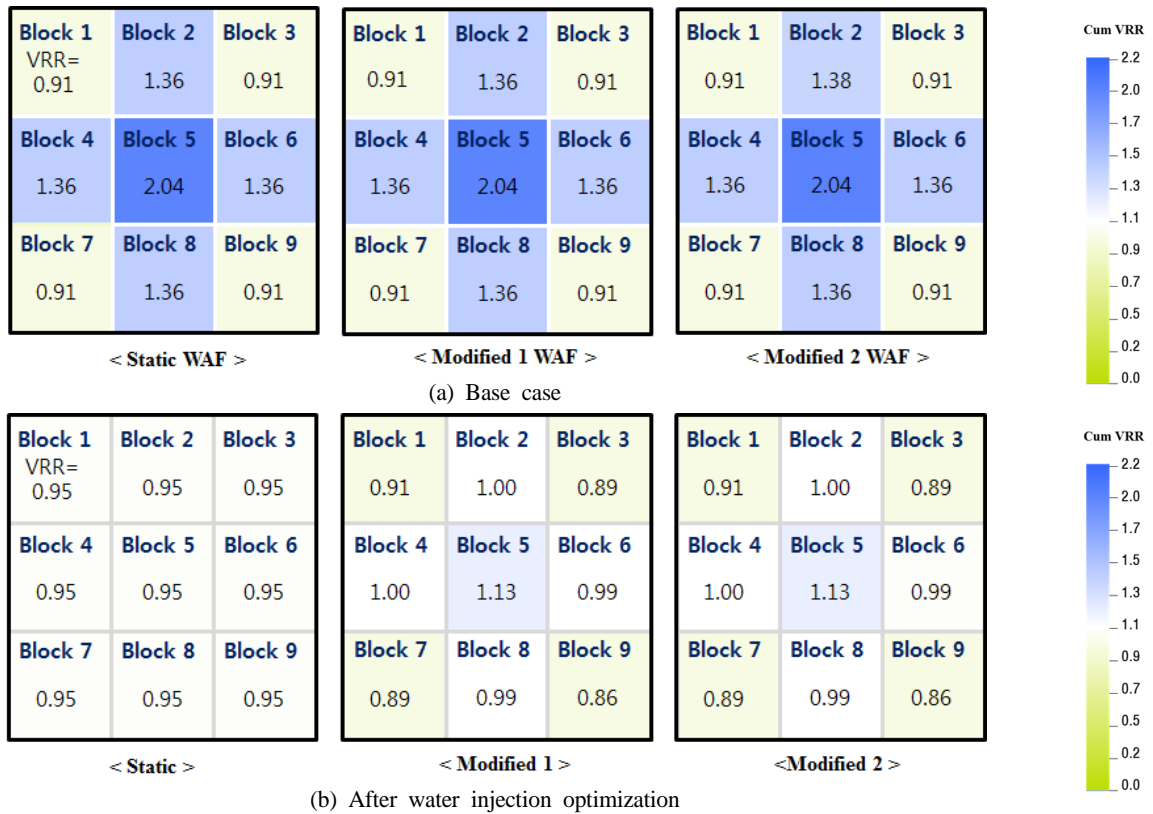 Block 1 Block 2 Block 3
VRR=
0.91 1.36 0.91
Block 4 Block 5 Block 6
1.36 2.04 1.36
Block 7 Block 8 Block 9
0.91 1.36 0.91
< Static WAF >
Block 1 Block 2 Block 3
0.91 1.36 0.91
Block 4 Block 5 Block 6
1.36 2.04 1.36
Block 7 Block 8 Block 9
0.91 1.36 0.91
< Modified 1 WAF >
Block 1 Block 2 Block 3
0.91 1.38 0.91
Block 4 Block 5 Block 6
1.36 2.04 1.36
Block 7 Block 8 Block 9
0.91 1.36 0.91
< Modified 2 WAF >
Cum VRR
2.2
2.0
1.7
1.5
1.3
1.1
0.9
0.7
0.5
0.2
0.0
(a) Base case
Block 1 Block 2 Block 3
VRR=
0.95 0.95 0.95
Block 4 Block 5 Block 6
0.95 0.95 0.95
Block 7 Block 8 Block 9
0.95 0.95 0.95
< Static >
Block 1 Block 2 Block 3
0.91 1.00 0.89
Block 4 Block 5 Block 6
1.00 1.13 0.99
Block 7 Block 8 Block 9
0.89 0.99 0.86
< Modified 1 >
Block 1 Block 2 Block 3
0.91 1.00 0.89
Block 4 Block 5 Block 6
1.00 1.13 0.99
Block 7 Block 8 Block 9
0.89 0.99 0.86
<Modified 2 >
Cum VRR
2.2
2.0
1.7
1.5
1.3
1.1
0.9
0.7
0.5
0.2
0.0
(b) After water injection optimization